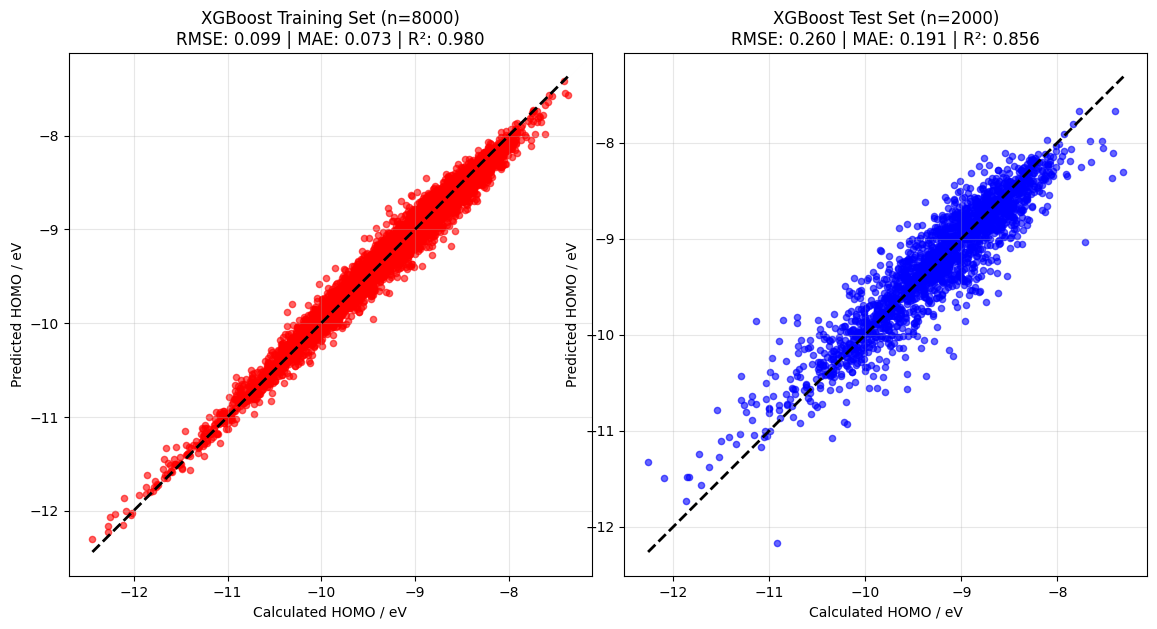 XGBoost Training Set (n=8000)
RMSE: 0.099 | MAE: 0.073 | R²: 0.980
Predicted HOMO / eV
−8
−9
−10
−11
−12
−12
−11
−10
−9
−8
Calculated HOMO / eV
XGBoost Test Set (n=2000)
RMSE: 0.260 | MAE: 0.191 | R²: 0.856
Predicted HOMO / eV
−8
−9
−10
−11
−12
−12
−11
−10
−9
−8
Calculated HOMO / eV